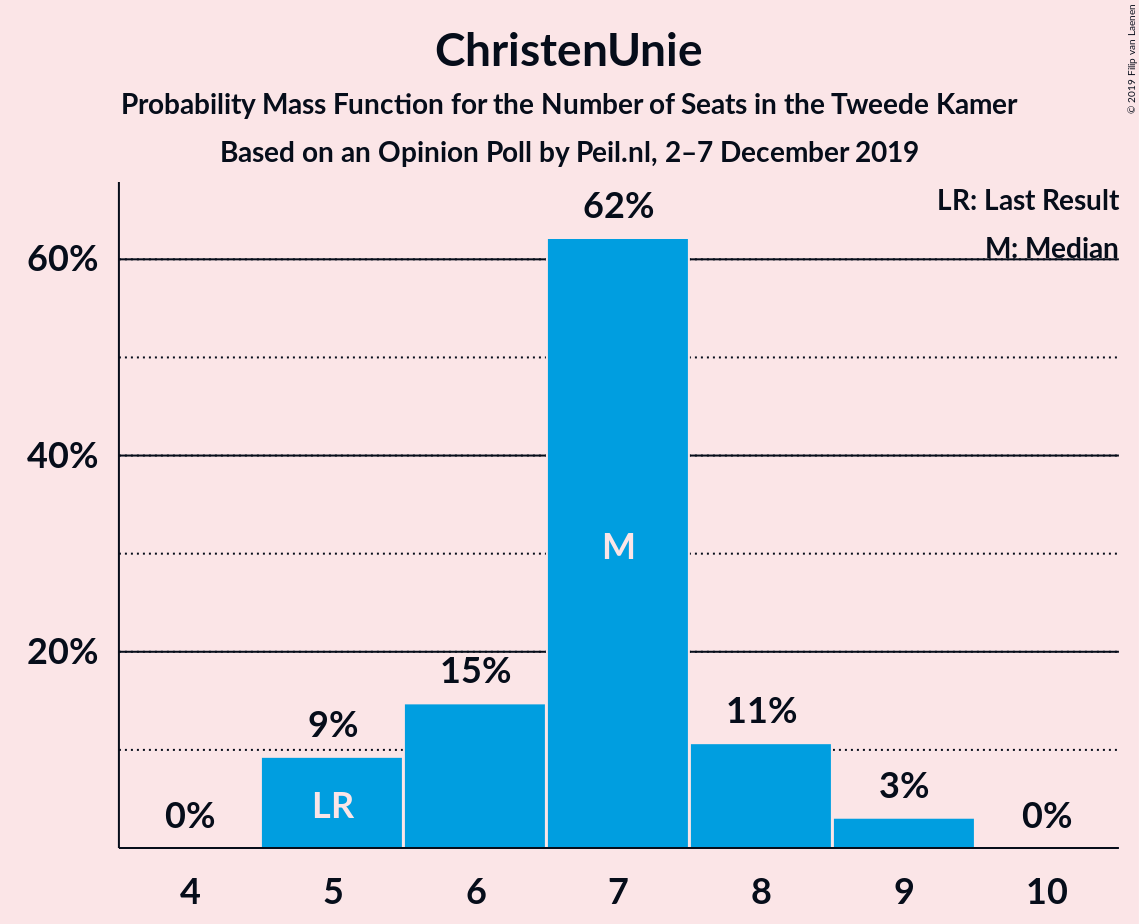 ChristenUnie
Probability Mass Function for the Number of Seats in the Tweede Kamer
Based on an Opinion Poll by Peil.nl, 2–7 December 2019
© 2019 Filip van Laenen
LR: Last Result
M: Median
62%
60%
40%
20%
15%
11%
9%
3%
0%
0%
M
LR
4 5 6 7 8 9 10